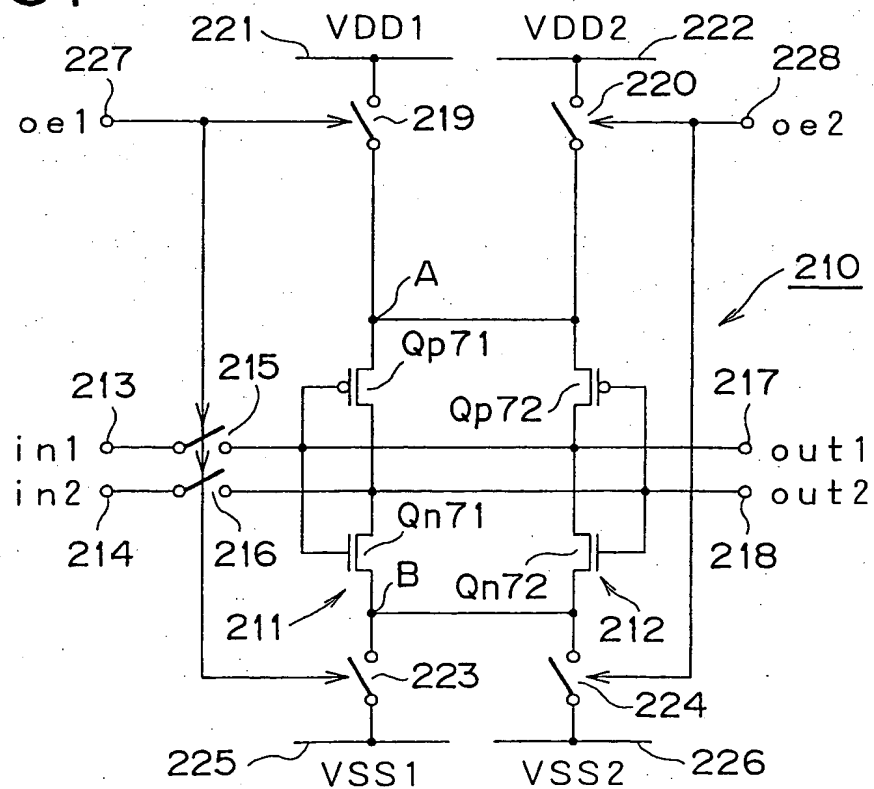 221 VDD1 VDD2 222
227 220 228
oe1 219 oe2
210
A
Qp71
213 215 Qp72 217
in1 out1
in2 out2
214 216 Qn71 218
B Qn72
211 212
223 224
225 VSS1 VSS2 226